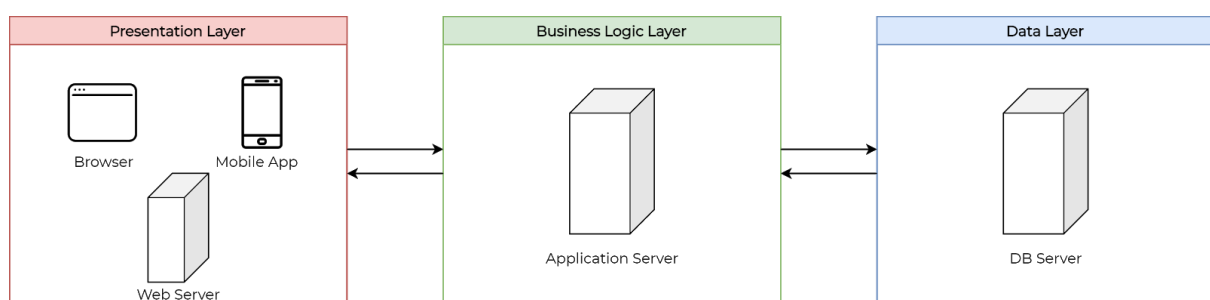 Presentation Layer
Browser
Mobile App
Web Server
Business Logic Layer
Application Server
Data Layer
DB Server